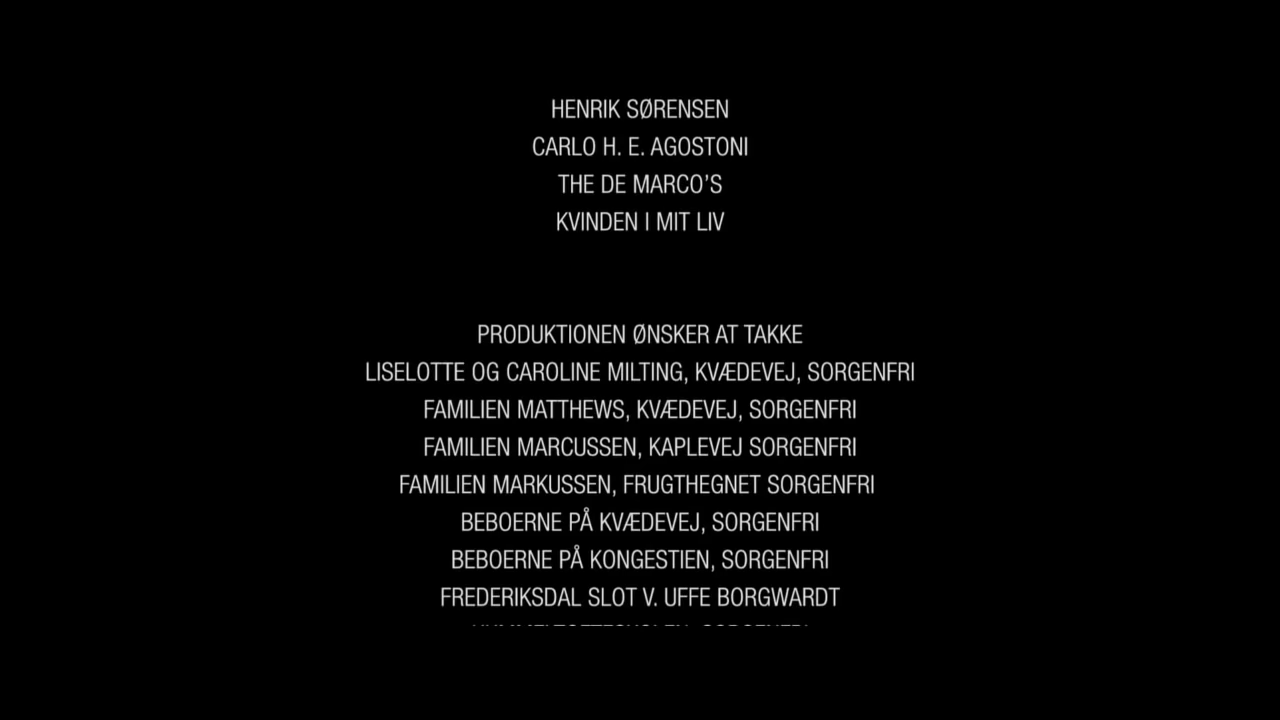 HENRIK SØRENSEN
CARLO H. E. AGOSTONI
THE DE MARCO'S
KVINDEN I MIT LIV
PRODUKTIONEN ØNSKER AT TAKKE
LISELOTTE OG CAROLINE MILTING, KVÆDEVEJ, SORGENFRI
FAMILIEN MATTHEWS, KVÆDEVEJ, SORGENFRI
FAMILIEN MARCUSSEN, KAPLEVEJ SORGENFRI
FAMILIEN MARKUSSEN, FRUGTHEGNET SORGENFRI
BEBOERNE PÅ KVÆDEVEJ, SORGENFRI
BEBOERNE PÅ KONGESTIEN, SORGENFRI
FREDERIKSDAL SLOT V. UFFE BORGWARDT